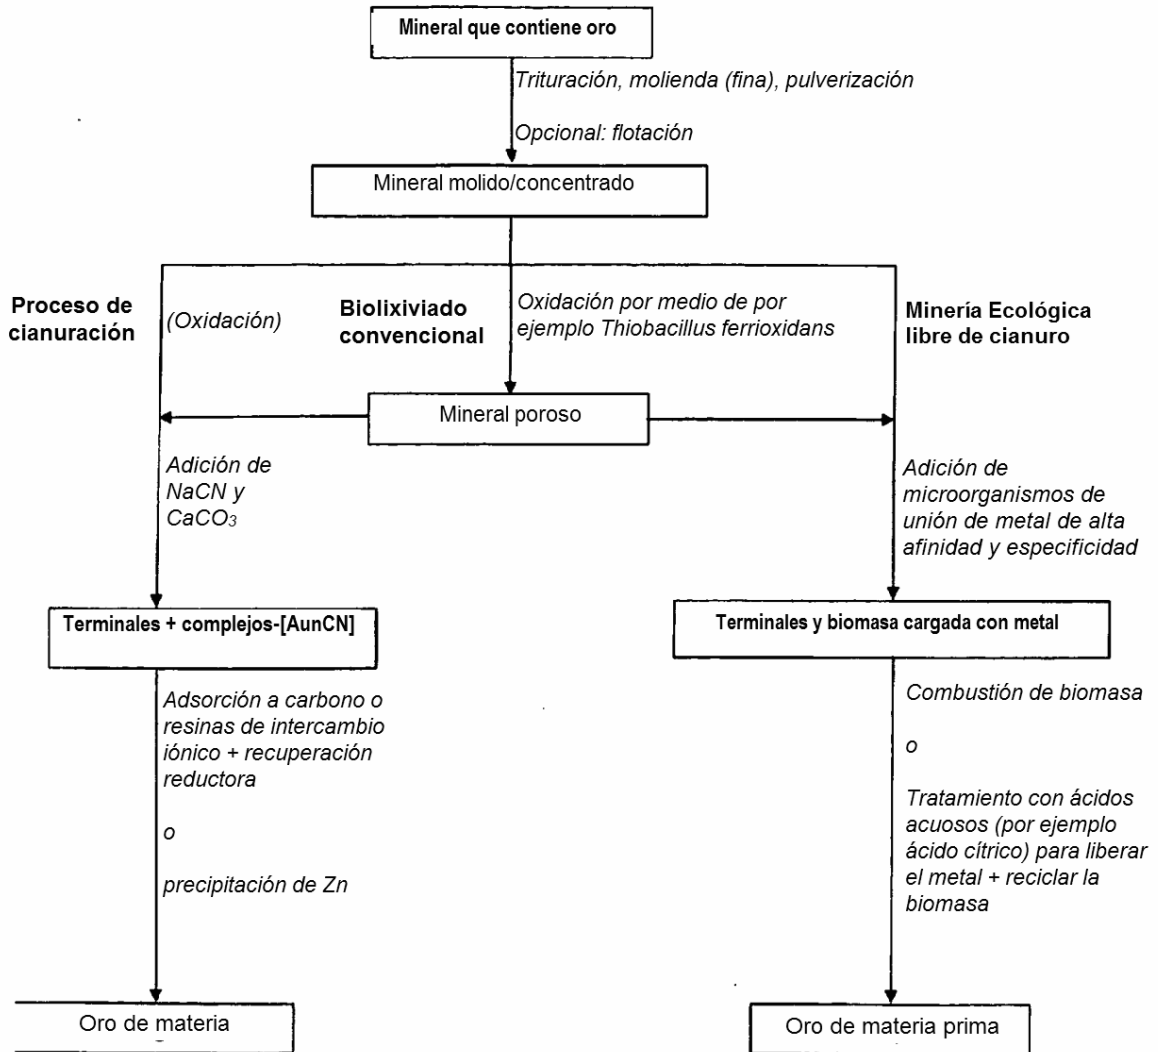 Mineral que contiene oro
Trituración, molienda (fina), pulverización
Opcional: flotación
Mineral molido/concentrado
Proceso de
cianuración
(Oxidación)
Biolixiviado
convencional
Oxidación por medio de por
ejemplo Thiobacillus ferrioxidans
Minería Ecológica
libre de cianuro
Mineral poroso
Adición de
NaCN y
CaCO3
Adición de
microorganismos de
unión de metal de alta
afinidad y especificidad
Terminales + complejos-[AunCN]
Terminales y biomasa cargada con metal
Adsorción a carbono o
resinas de intercambio
iónico + recuperación
reductora
o
precipitación de Zn
Combustión de biomasa
o
Tratamiento con ácidos
acuosos (por ejemplo
ácido cítrico) para liberar
el metal + reciclar la
biomasa
Oro de materia
Oro de materia prima